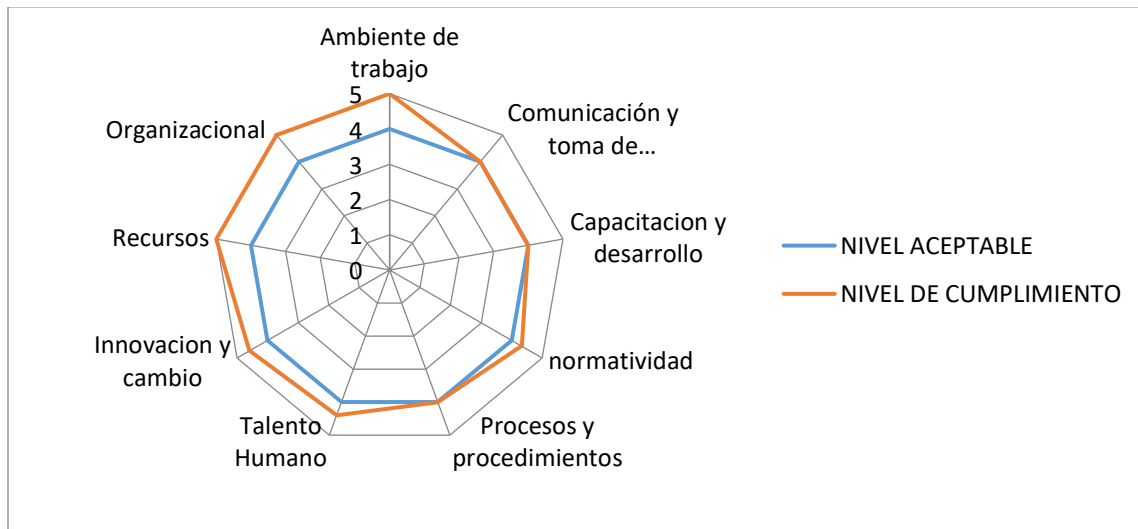 Ambiente de
trabajo
5
4
3
2
1
0
Comunicación y
toma de…
Capacitacion y
desarrollo
normatividad
Procesos y
procedimientos
Talento
Humano
Innovacion y
cambio
Recursos
Organizacional
NIVEL ACEPTABLE
NIVEL DE CUMPLIMIENTO